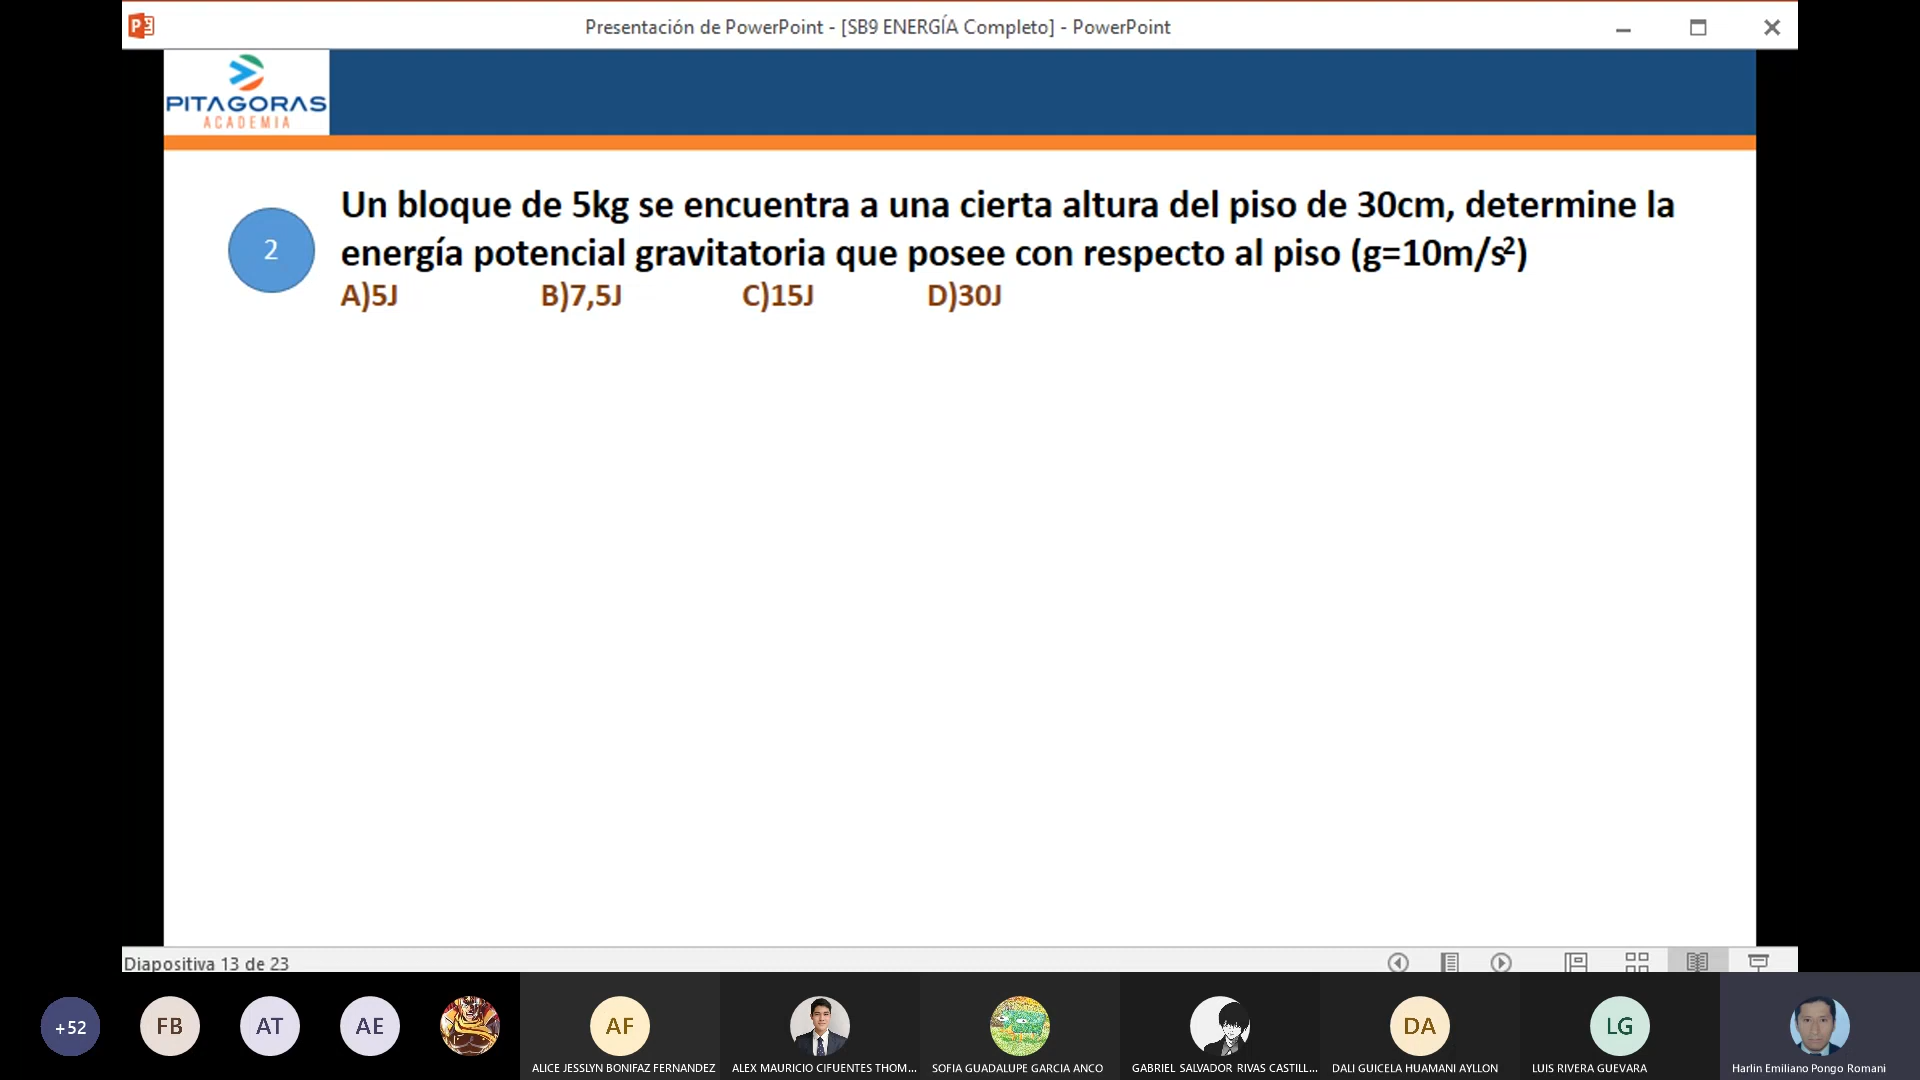 Presentación de PowerPoint - [SB9 ENERGÍA Completo] - PowerPoint
PITAGORAS
ACADEMIA
2
Un bloque de 5kg se encuentra a una cierta altura del piso de 30cm, determine la
energía potencial gravitatoria que posee con respecto al piso (g=10m/s²)
A)5J B)7,5J C)15J D)30J
Diapositiva 13 de 23
+52
FB
AT
AE
AF
DA
LG
ALICE JESSLYN BONIFAZ FERNANDEZ
ALEX MAURICIO CIFUENTES THOM...
SOFIA GUADALUPE GARCIA ANCO
GABRIEL SALVADOR RIVAS CASTILL...
DALI GUICELA HUAMANI AYLLON
LUIS RIVERA GUEVARA
Harlin Emiliano Pongo Romani